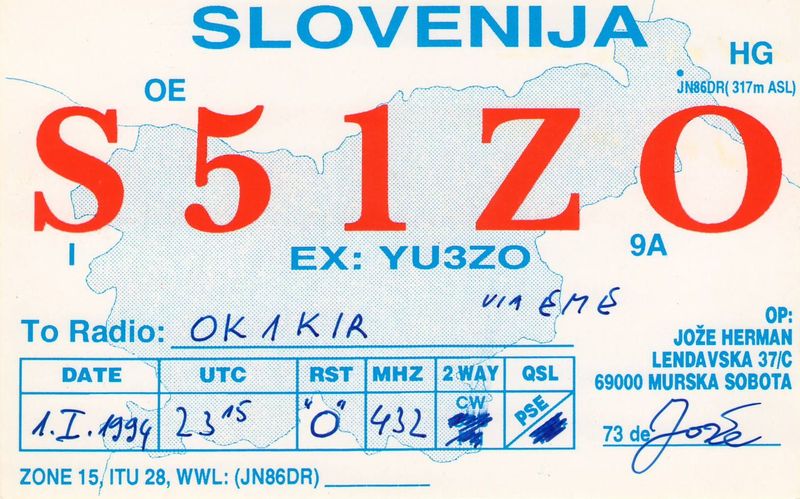 SLOVENIJA
HG
JN86DR( 317m ASL)
OE
S51ZO
I
EX: YU3ZO
9A
VIA EME
To Radio: OK1KIR
OP:
JOŽE HERMAN
LENDAVSKA 37/C
69000 MURSKA SOBOTA
DATE UTC RST MHZ 2 WAY QSL
1.I.1994 23 15 "O" 432 CW PSE
73 de Jože
ZONE 15, ITU 28, WWL: (JN86DR)